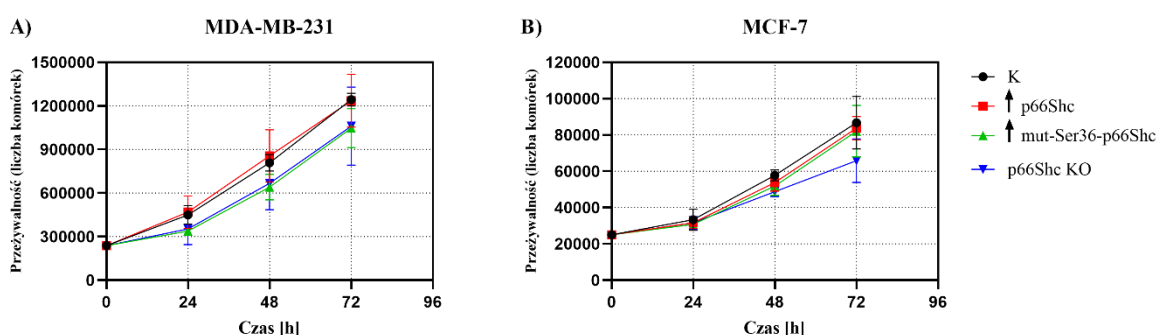 A)
MDA-MB-231
Przeżywalność (liczba komórek)
1500000
1200000
900000
600000
300000
0
0 24 48 72 96
Czas [h]
B)
MCF-7
Przeżywalność (liczba komórek)
120000
100000
80000
60000
40000
20000
0
0 24 48 72 96
Czas [h]
K
↑ p66Shc
↑ mut-Ser36-p66Shc
p66Shc KO